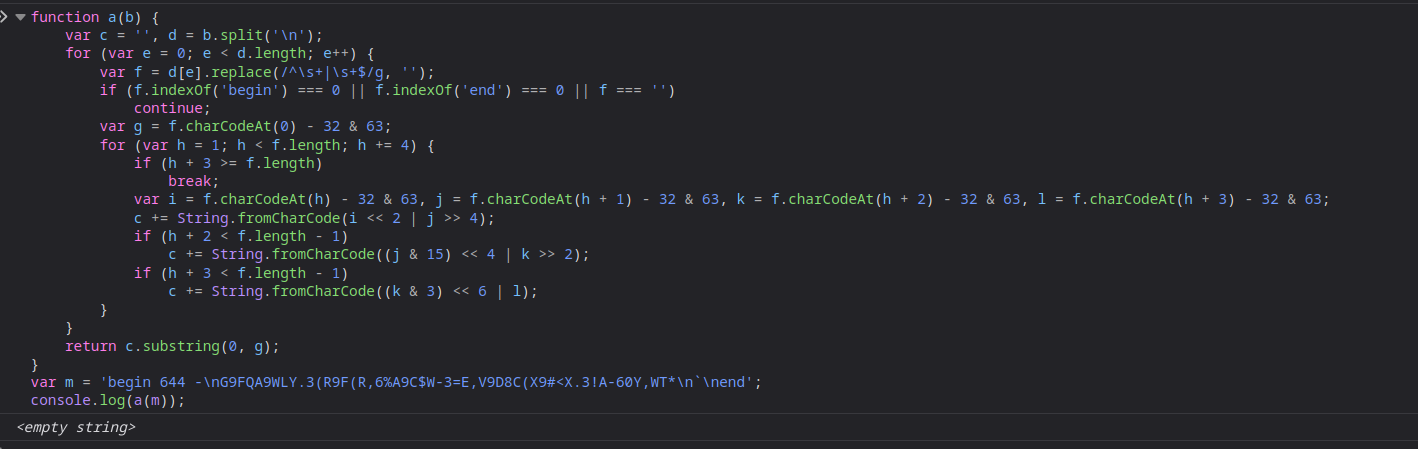 function a(b) {
    var c = '', d = b.split('\n');
    for (var e = 0; e < d.length; e++) {
        var f = d[e].replace(/^\s+|\s+$/g, '');
        if (f.indexOf('begin') === 0 || f.indexOf('end') === 0 || f === '')
            continue;
        var g = f.charCodeAt(0) - 32 & 63;
        for (var h = 1; h < f.length; h += 4) {
            if (h + 3 >= f.length)
                break;
            var i = f.charCodeAt(h) - 32 & 63, j = f.charCodeAt(h + 1) - 32 & 63, k = f.charCodeAt(h + 2) - 32 & 63, l = f.charCodeAt(h + 3) - 32 & 63;
            c += String.fromCharCode(i << 2 | j >> 4);
            if (h + 2 < f.length - 1)
                c += String.fromCharCode((j & 15) << 4 | k >> 2);
            if (h + 3 < f.length - 1)
                c += String.fromCharCode((k & 3) << 6 | l);
        }
    }
    return c.substring(0, g);
}
var m = 'begin 644 -\nG9FQA9WLY.3(R9F(R,6%A9C$W-3=E,V9D8C(X9#<X.3!A-60Y,WT*\n`\nend';
console.log(a(m));
<empty string>